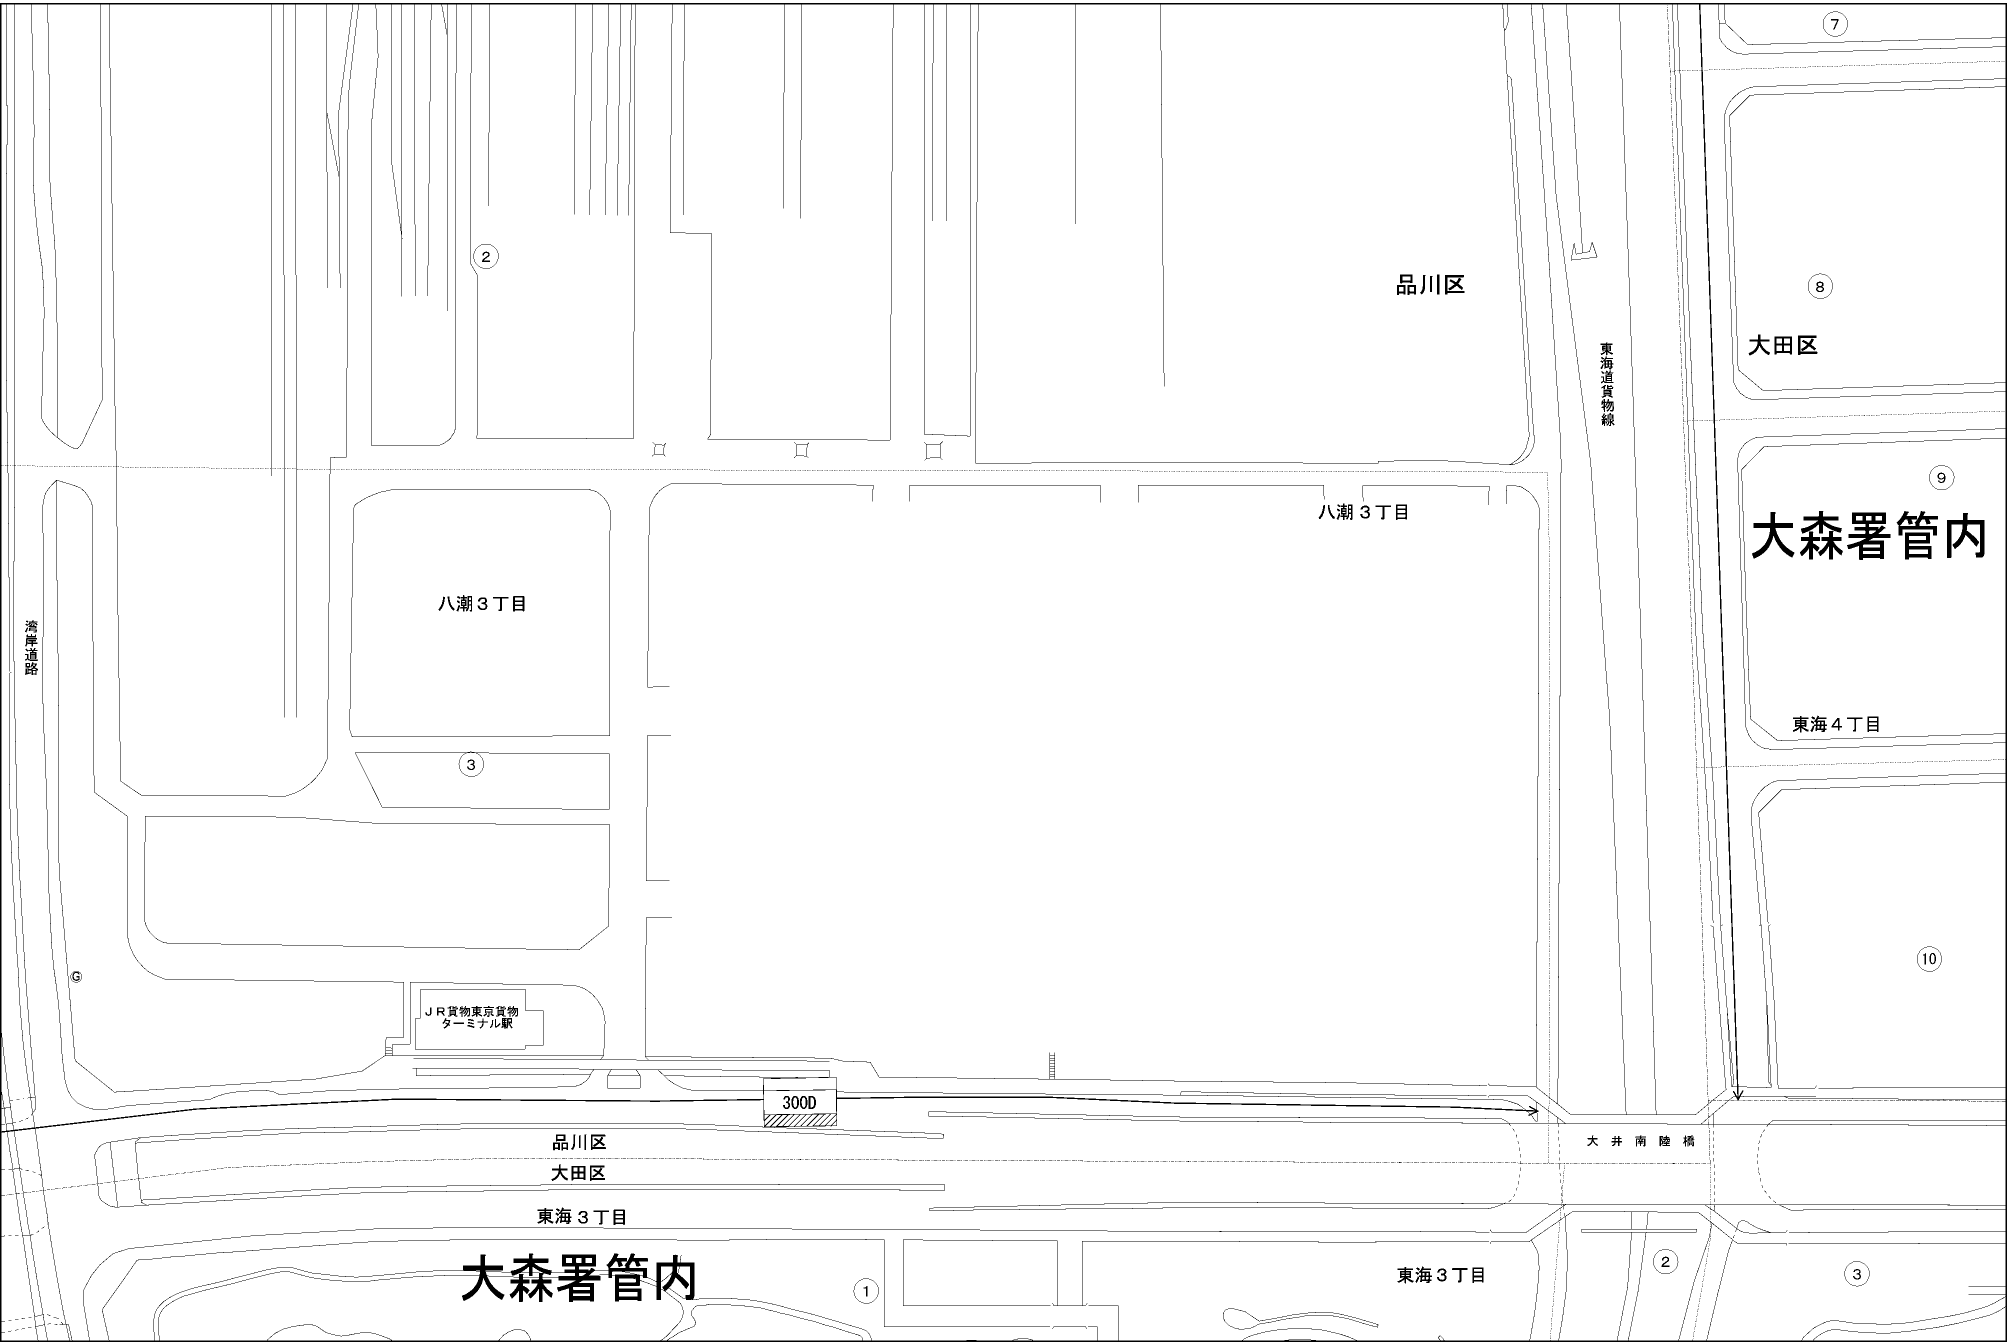 ⑦
②
品川区
⑧
大田区
東海道貨物線
⑨
八潮３丁目
大森署管内
八潮３丁目
湾岸道路
東海４丁目
③
⑩
G
ＪＲ貨物東京貨物
ターミナル駅
300D
品川区
大井南陸橋
大田区
東海３丁目
大森署管内
東海３丁目
②
③
①